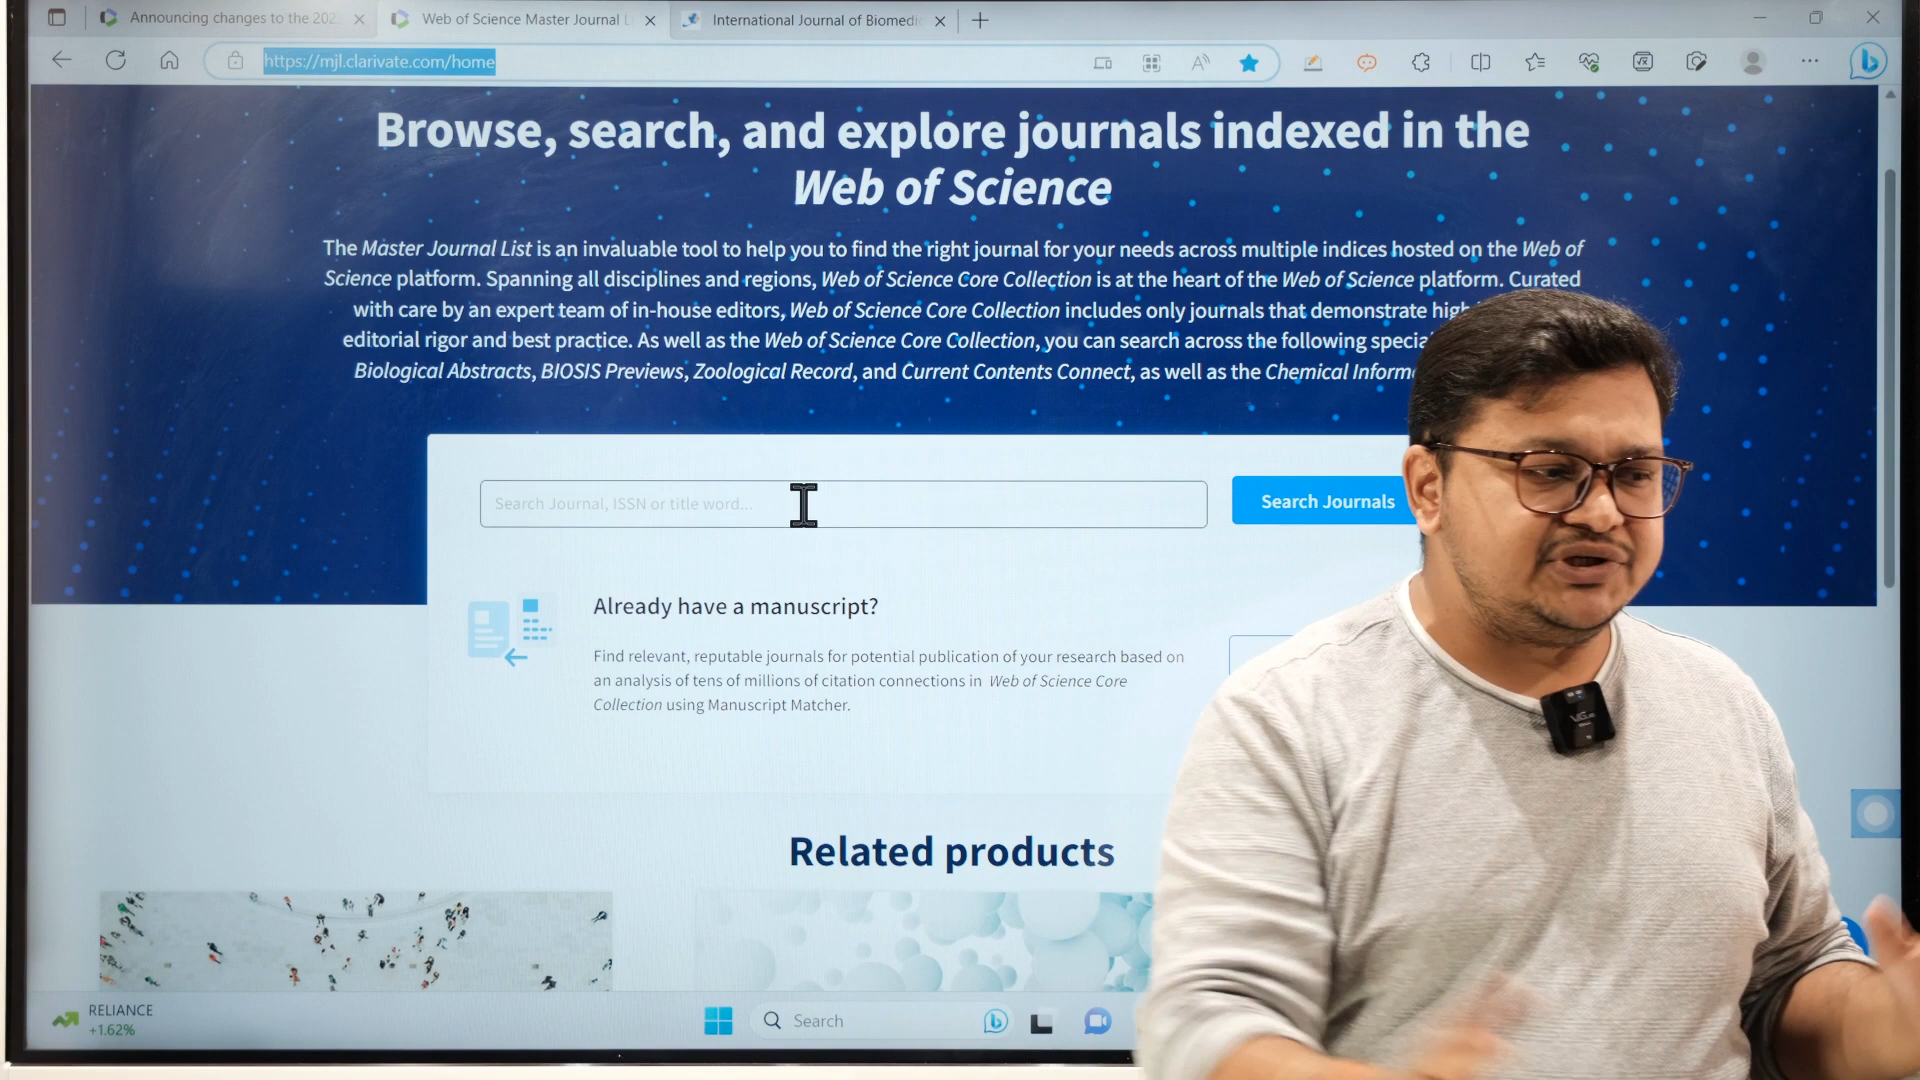 Announcing changes to the 202
Web of Science Master Journal L
International Journal of Biomedi
https://mjl.clarivate.com/home
Browse, search, and explore journals indexed in the
Web of Science
The Master Journal List is an invaluable tool to help you to find the right journal for your needs across multiple indices hosted on the Web of
Science platform. Spanning all disciplines and regions, Web of Science Core Collection is at the heart of the Web of Science platform. Curated
with care by an expert team of in-house editors, Web of Science Core Collection includes only journals that demonstrate high
editorial rigor and best practice. As well as the Web of Science Core Collection, you can search across the following specia
Biological Abstracts, BIOSIS Previews, Zoological Record, and Current Contents Connect, as well as the Chemical Inform
Search Journal, ISSN or title word...
Search Journals
Already have a manuscript?
Find relevant, reputable journals for potential publication of your research based on
an analysis of tens of millions of citation connections in Web of Science Core
Collection using Manuscript Matcher.
Related products
RELIANCE
+1.62%
Search